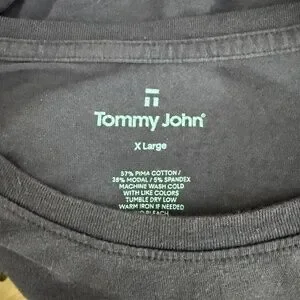 Tommy John®
X Large
57% PIMA COTTON /
38% MODAL / 5% SPANDEX
MACHINE WASH COLD
WITH LIKE COLORS
TUMBLE DRY LOW
WARM IRON IF NEEDED
BLEACH